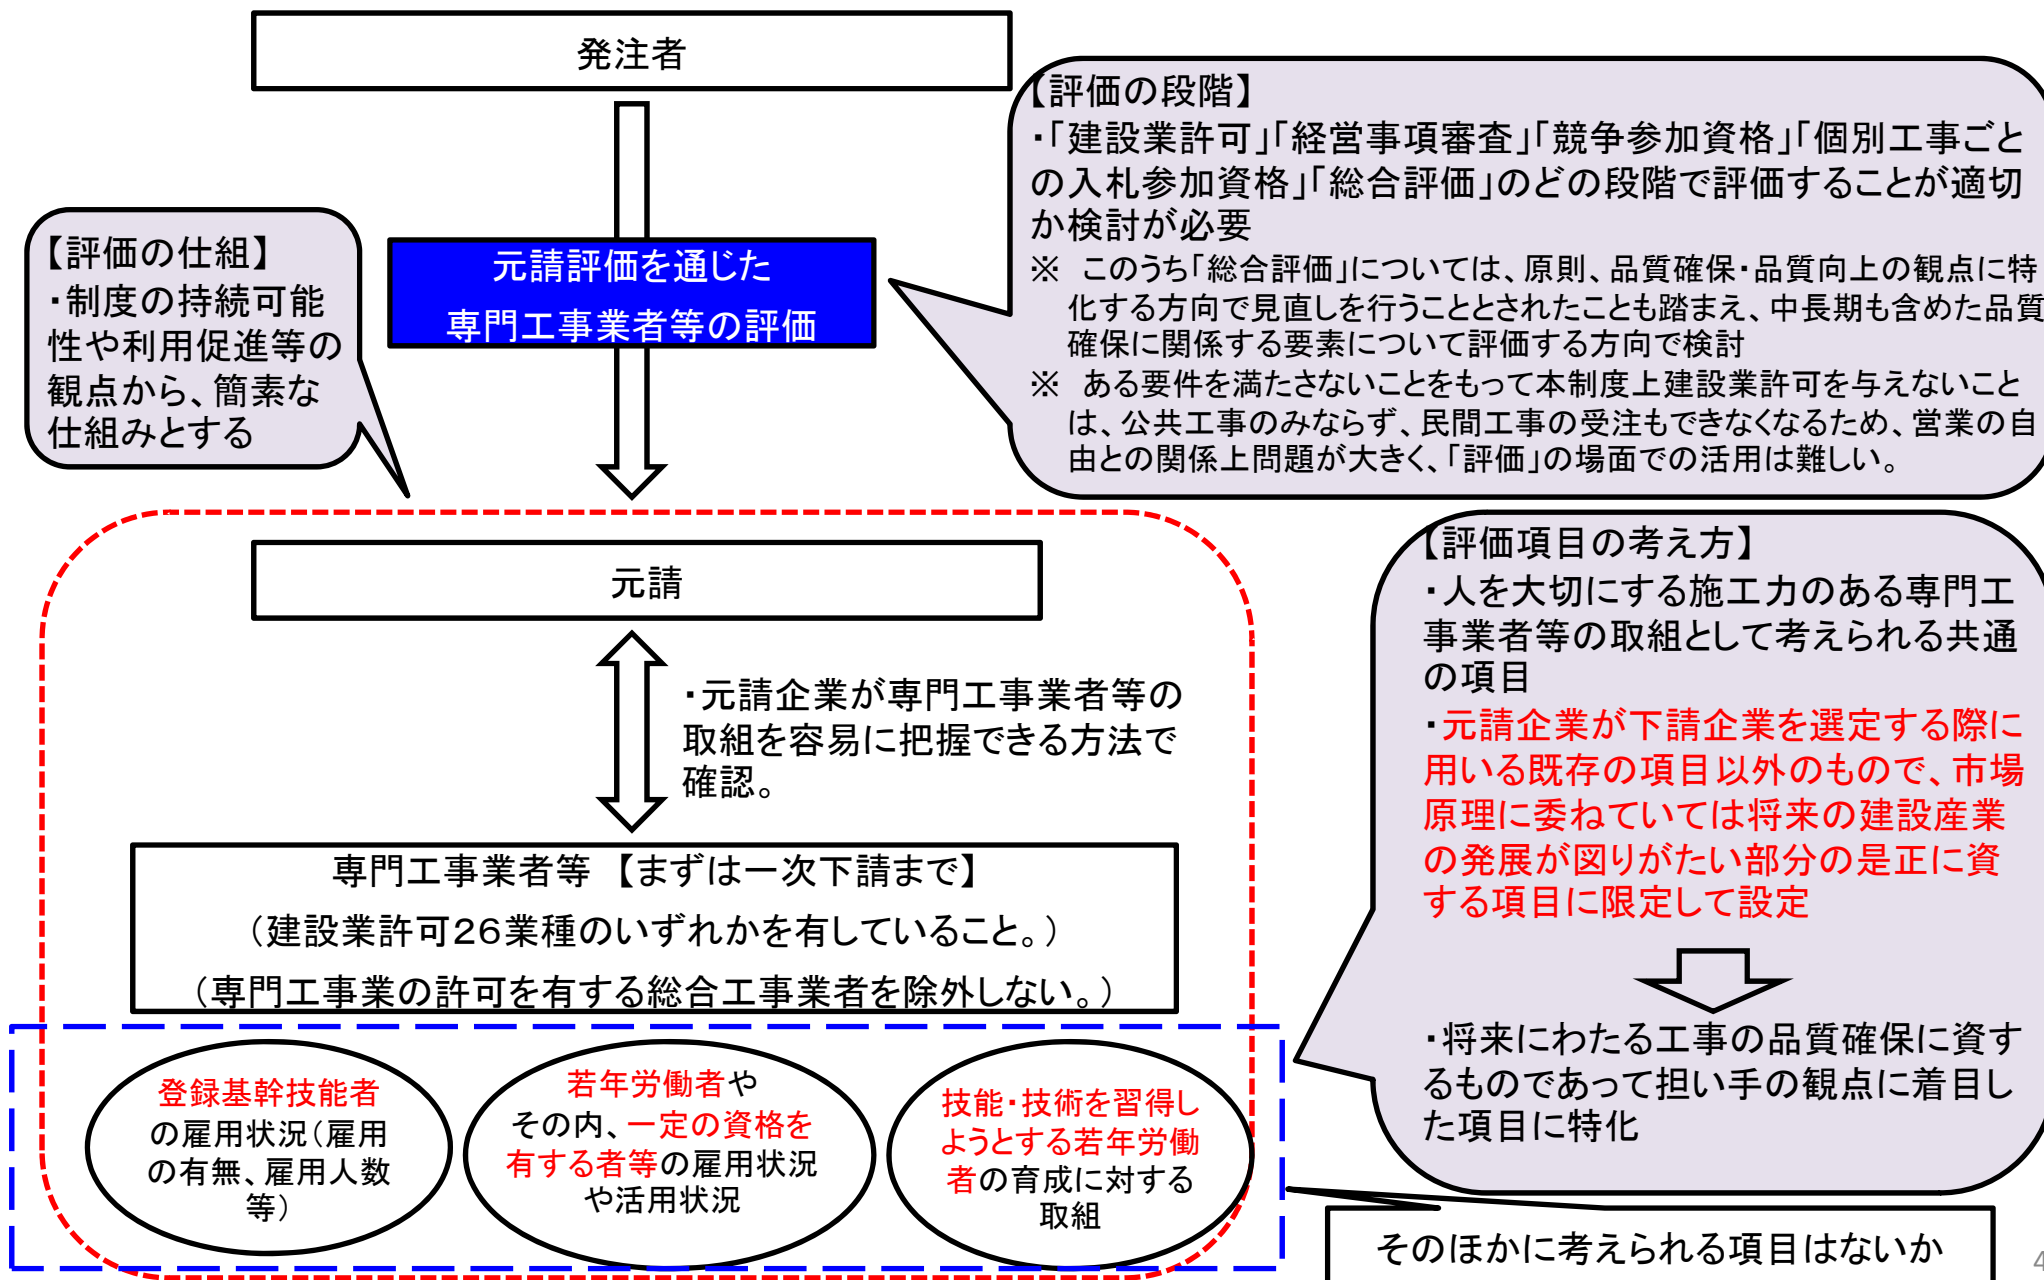 発注者
【評価の段階】
・「建設業許可」「経営事項審査」「競争参加資格」「個別工事ごと
の入札参加資格」「総合評価」のどの段階で評価することが適切
か検討が必要
※　このうち「総合評価」については、原則、品質確保・品質向上の観点に特
化する方向で見直しを行うこととされたことも踏まえ、中長期も含めた品質
確保に関係する要素について評価する方向で検討
※　ある要件を満たさないことをもって本制度上建設業許可を与えないこと
は、公共工事のみならず、民間工事の受注もできなくなるため、営業の自
由との関係上問題が大きく、「評価」の場面での活用は難しい。
【評価の仕組】
・制度の持続可能
性や利用促進等の
観点から、簡素な
仕組みとする
元請評価を通じた
専門工事業者等の評価
元請
・元請企業が専門工事業者等の
取組を容易に把握できる方法で
確認。
【評価項目の考え方】
・人を大切にする施工力のある専門工
事業者等の取組として考えられる共通
の項目
・元請企業が下請企業を選定する際に
用いる既存の項目以外のもので、市場
原理に委ねていては将来の建設産業
の発展が図りがたい部分の是正に資
する項目に限定して設定
・将来にわたる工事の品質確保に資す
るものであって担い手の観点に着目し
た項目に特化
専門工事業者等 【まずは一次下請まで】
（建設業許可２６業種のいずれかを有していること。）
（専門工事業の許可を有する総合工事業者を除外しない。）
登録基幹技能者
の雇用状況（雇用
の有無、雇用人数
等）
若年労働者や
その内、一定の資格を
有する者等の雇用状況
や活用状況
技能・技術を習得し
ようとする若年労働
者の育成に対する
取組
そのほかに考えられる項目はないか
4